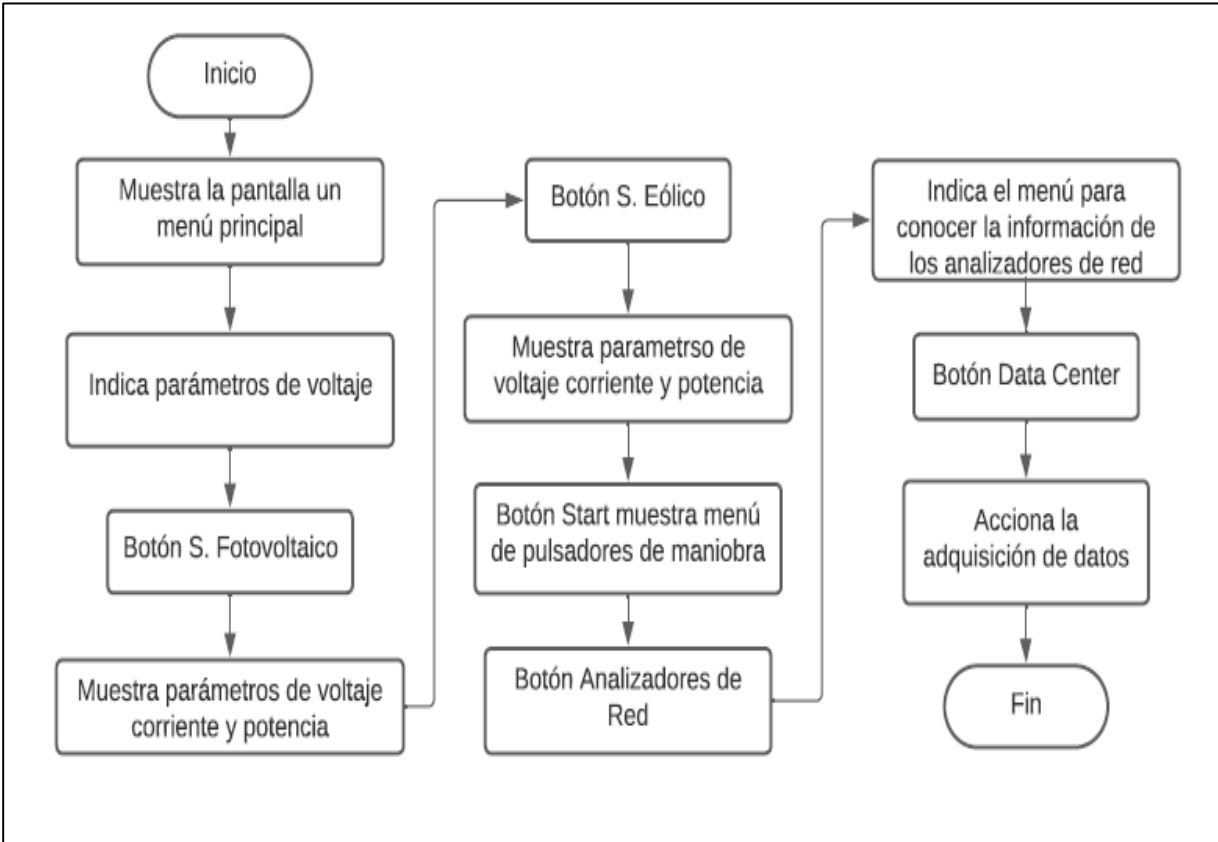 Inicio
Muestra la pantalla un
menú principal
Indica parámetros de voltaje
Botón S. Fotovoltaico
Muestra parámetros de voltaje
corriente y potencia
Botón S. Eólico
Muestra parametrso de
voltaje corriente y potencia
Botón Start muestra menú
de pulsadores de maniobra
Botón Analizadores de
Red
Indica el menú para
conocer la información de
los analizadores de red
Botón Data Center
Acciona la
adquisición de datos
Fin